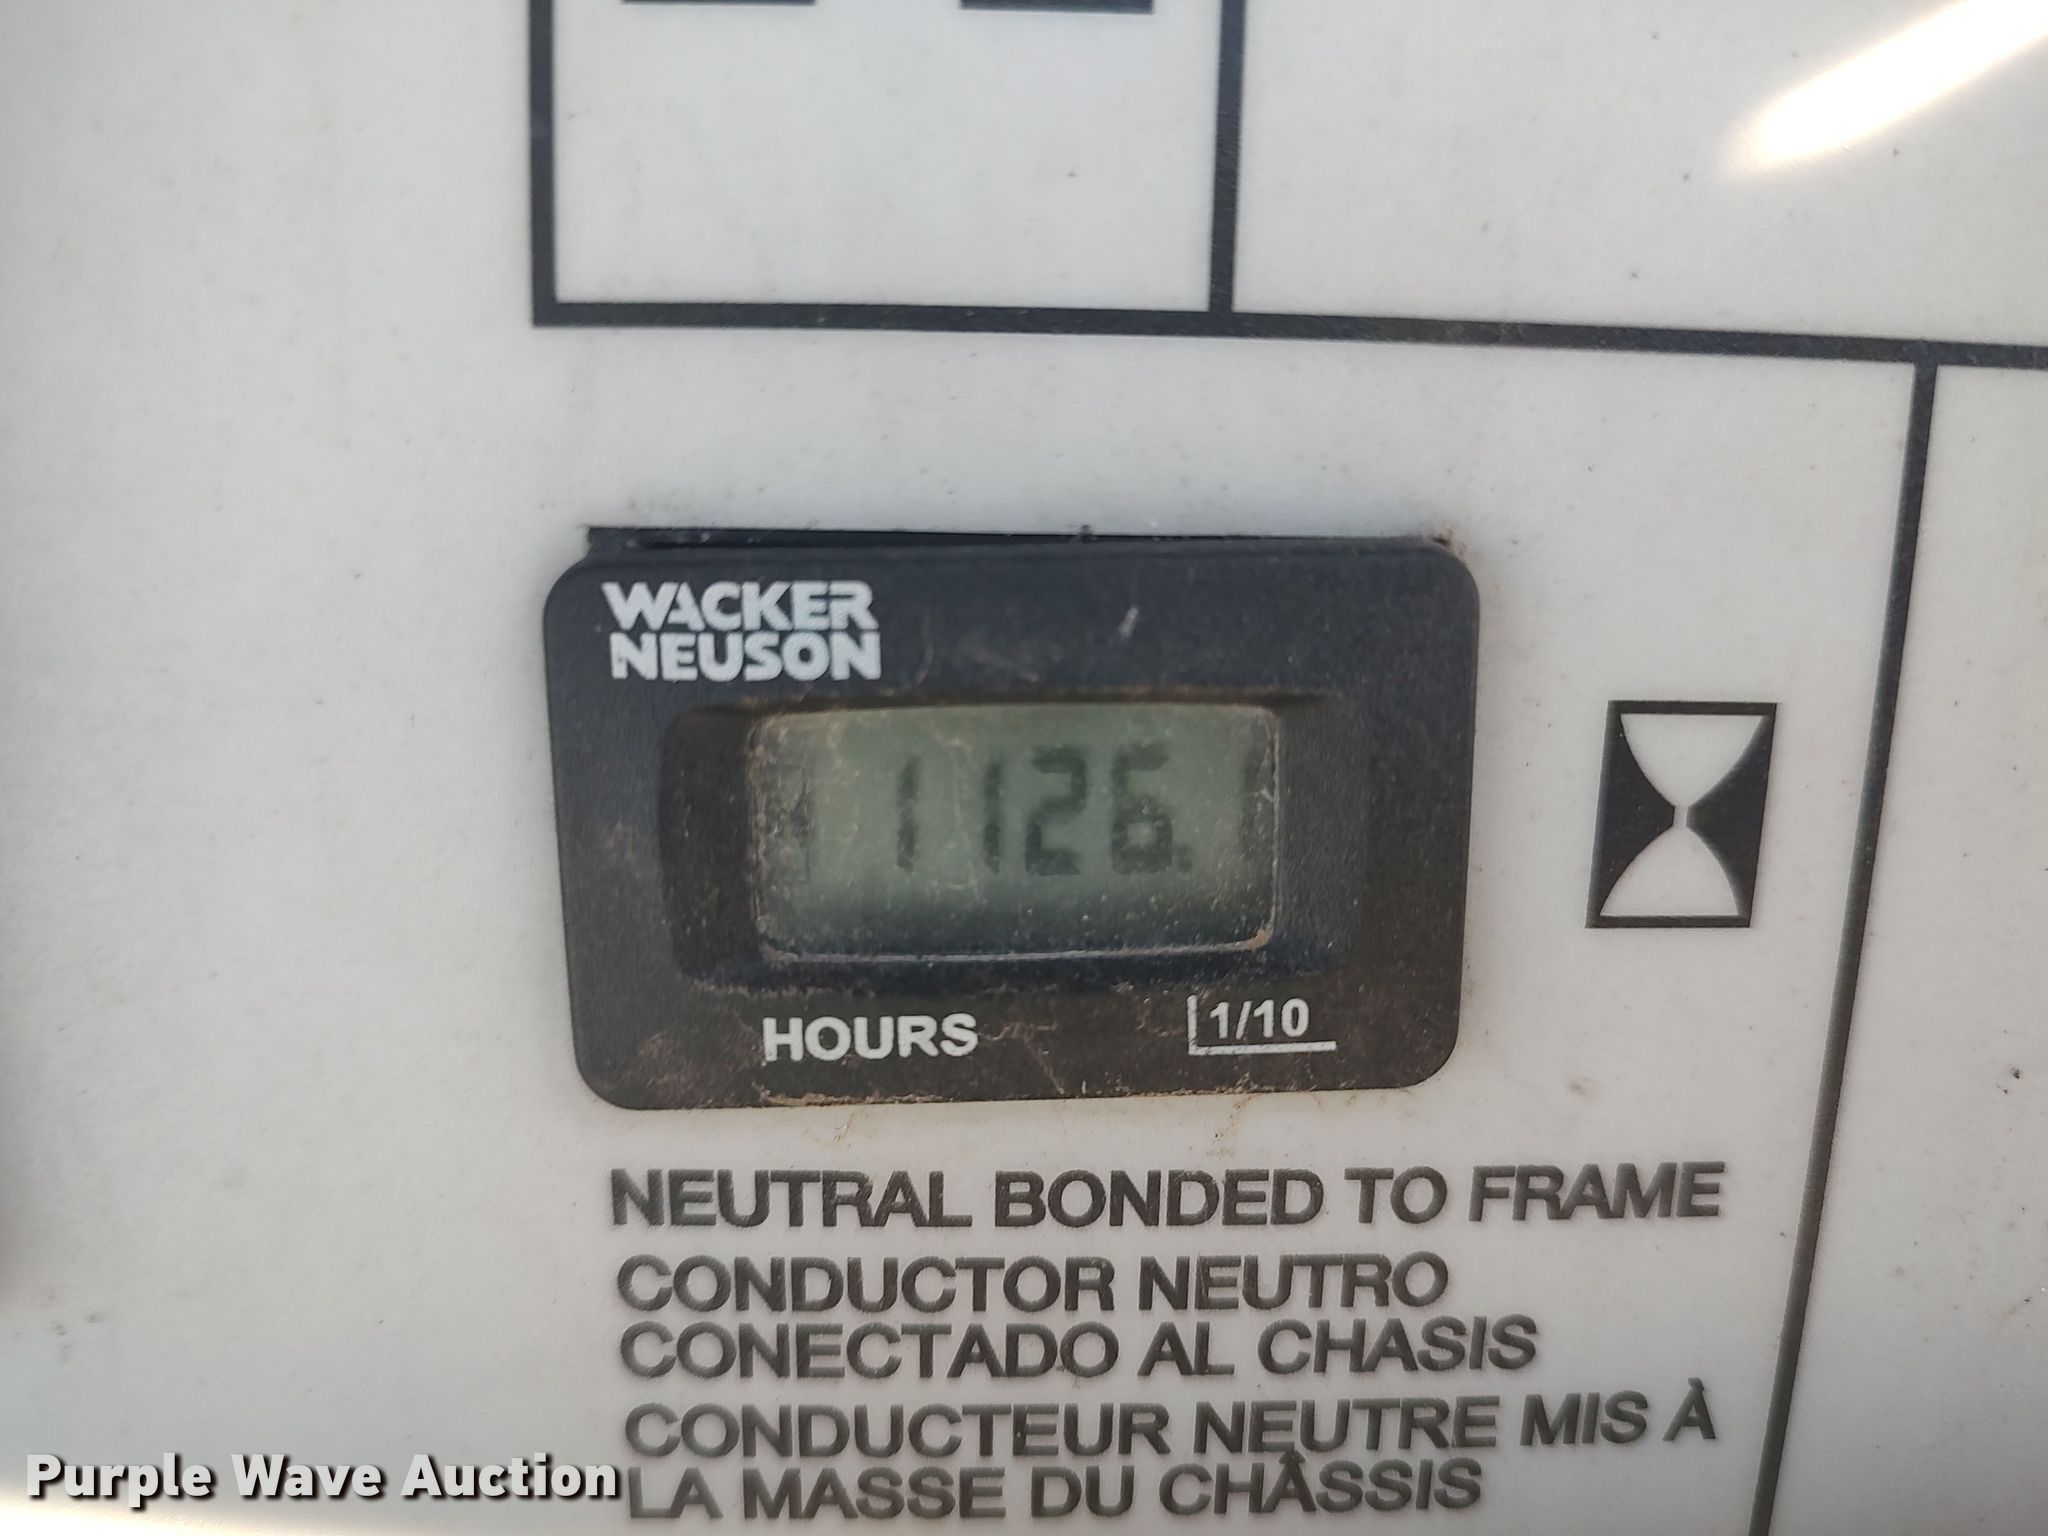 WACKER
NEUSON
1126.1
HOURS
1/10
NEUTRAL BONDED TO FRAME
CONDUCTOR NEUTRO
CONECTADO AL CHASIS
CONDUCTEUR NEUTRE MIS À
LA MASSE DU CHÂSSIS
Purple Wave Auction